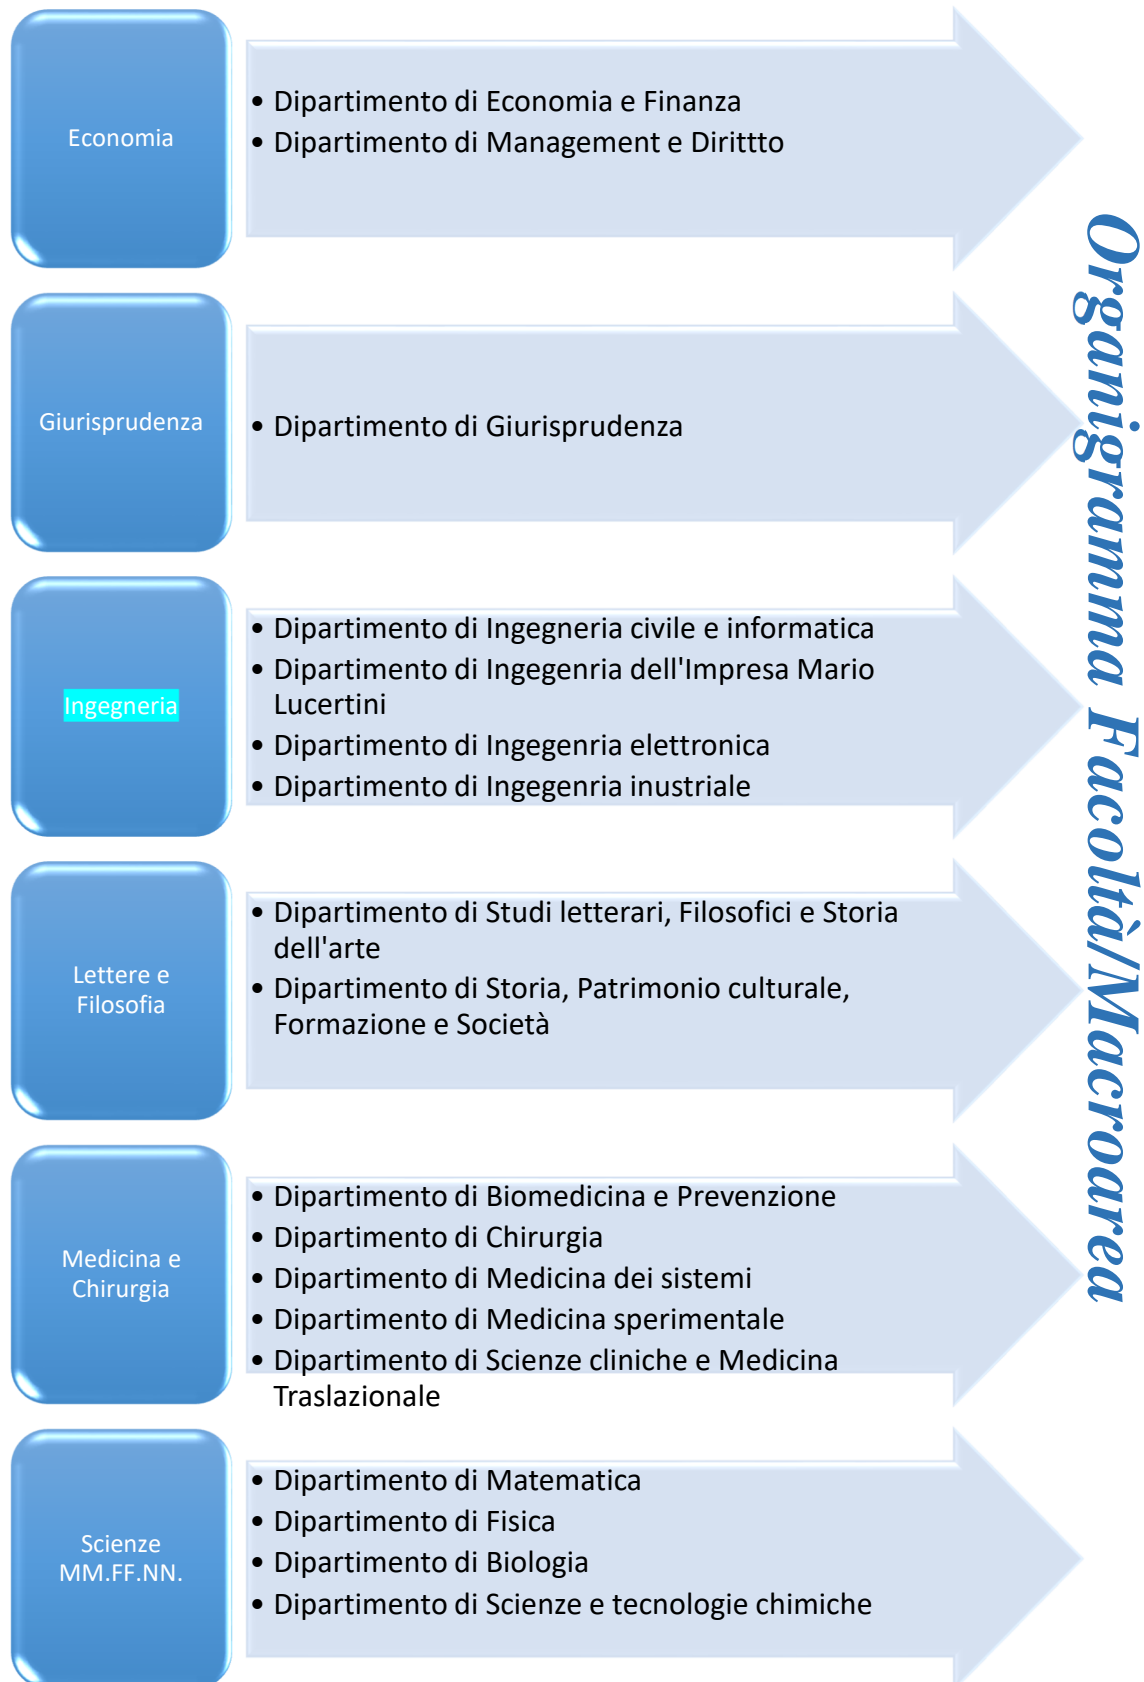 Economia
• Dipartimento di Economia e Finanza
• Dipartimento di Management e Dirittto
Giurisprudenza
• Dipartimento di Giurisprudenza
Ingegneria
• Dipartimento di Ingegneria civile e informatica
• Dipartimento di Ingegenria dell'Impresa Mario
Lucertini
• Dipartimento di Ingegenria elettronica
• Dipartimento di Ingegenria inustriale
Lettere e
Filosofia
• Dipartimento di Studi letterari, Filosofici e Storia
dell'arte
• Dipartimento di Storia, Patrimonio culturale,
Formazione e Società
Medicina e
Chirurgia
• Dipartimento di Biomedicina e Prevenzione
• Dipartimento di Chirurgia
• Dipartimento di Medicina dei sistemi
• Dipartimento di Medicina sperimentale
• Dipartimento di Scienze cliniche e Medicina
Traslazionale
Scienze
MM.FF.NN.
• Dipartimento di Matematica
• Dipartimento di Fisica
• Dipartimento di Biologia
• Dipartimento di Scienze e tecnologie chimiche
Organigramma Facoltà/Macroarea